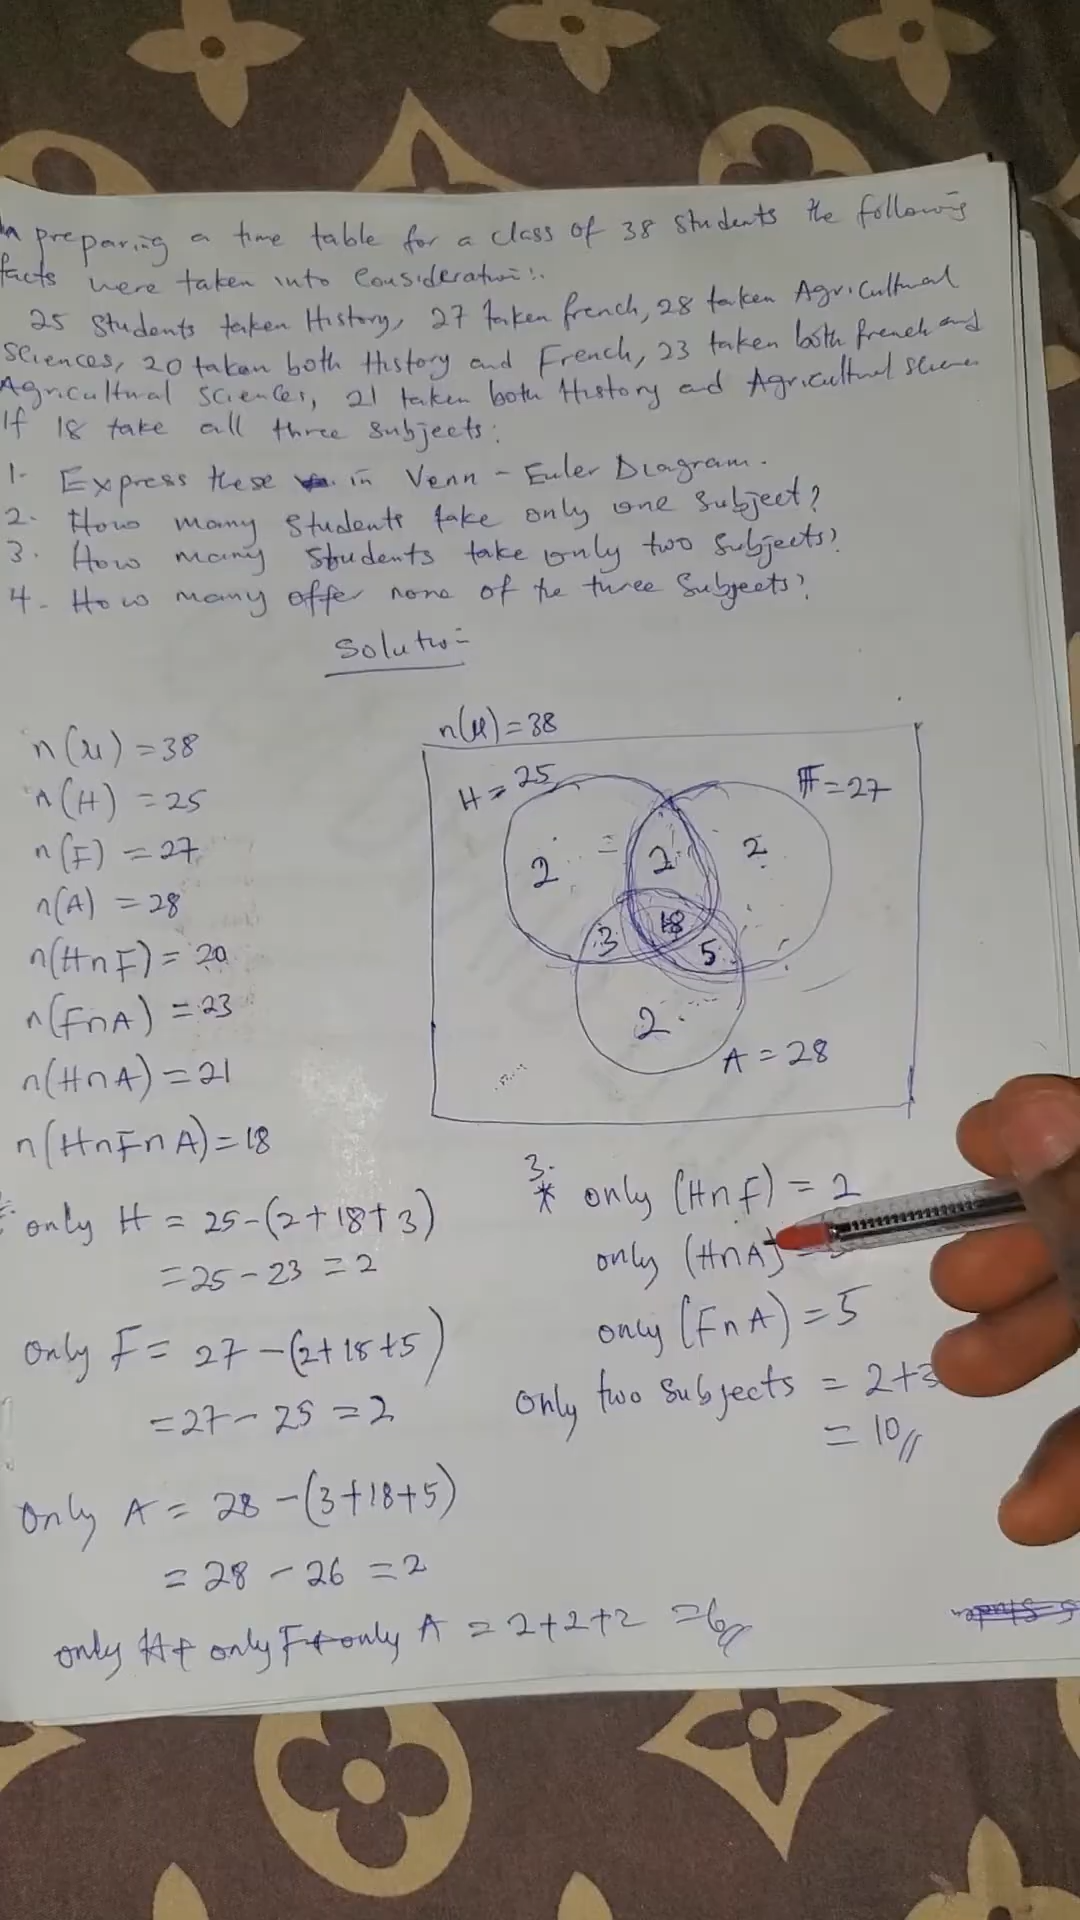 In preparing a time table for a class of 38 students the following
facts were taken into consideration:.
25 students taken History, 27 taken french, 28 taken Agricultural
Sciences, 20 taken both History and French, 23 taken both french and
Agricultural Sciences, 21 taken both History and Agricultural Science
If 18 take all three subjects:
1- Express these in Venn - Euler Diagram.
2. How many students take only one subject?
3. How many students take only two subjects?
4- How many offer none of the three subjects?
Solution
n(μ) = 38
n(H) = 25
n(F) = 27
n(A) = 28
n(H∩F) = 20
n(F∩A) = 23
n(H∩A) = 21
n(H∩F∩A) = 18
n(μ) = 38
H = 25
F = 27
2
2
2
18
3
5
2
A = 28
only H = 25-(2+18+3)
= 25 - 23 = 2
only F = 27 -(2+18+5)
= 27 - 25 = 2
only A = 28 -(3+18+5)
= 28 - 26 = 2
only H + only F + only A = 2+2+2 = 6//
3.
* only (H∩F) = 2
only (H∩A) =
only (F∩A) = 5
only two subjects = 2+3
= 10//